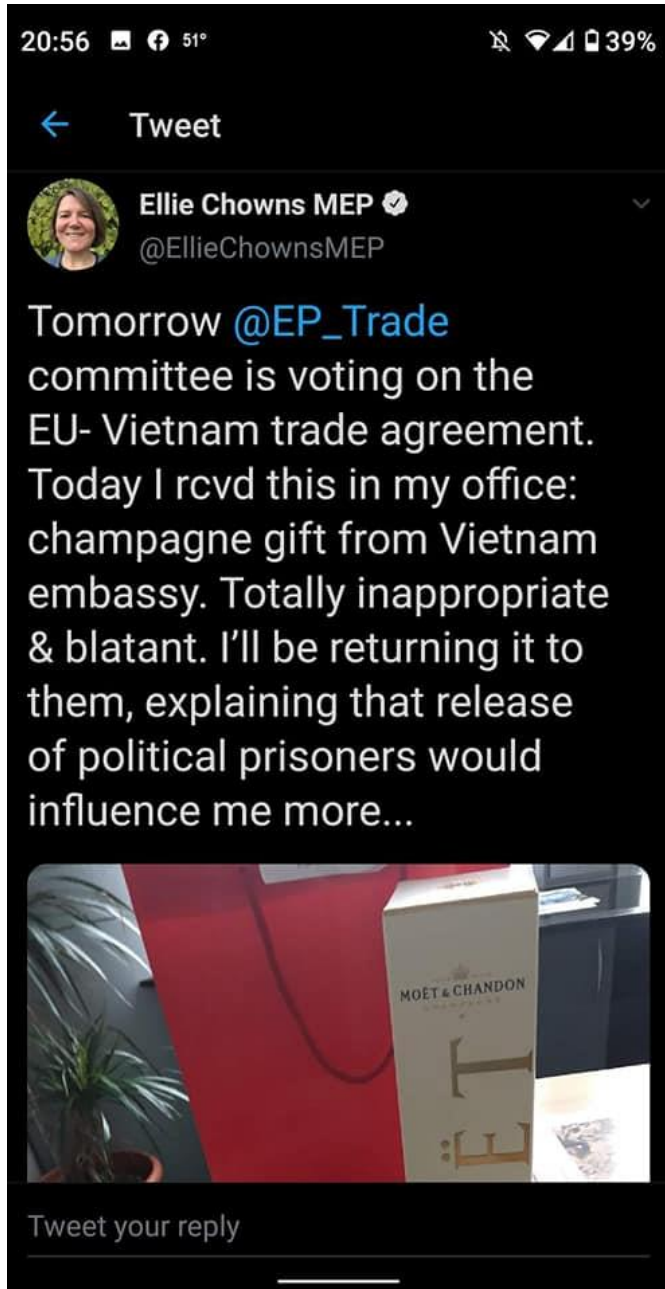 20:56 51° 39%
Tweet
Ellie Chowns MEP
@EllieChownsMEP
Tomorrow @EP_Trade
committee is voting on the
EU- Vietnam trade agreement.
Today I rcvd this in my office:
champagne gift from Vietnam
embassy. Totally inappropriate
& blatant. I’ll be returning it to
them, explaining that release
of political prisoners would
influence me more...
MOËT & CHANDON
ËT
Tweet your reply